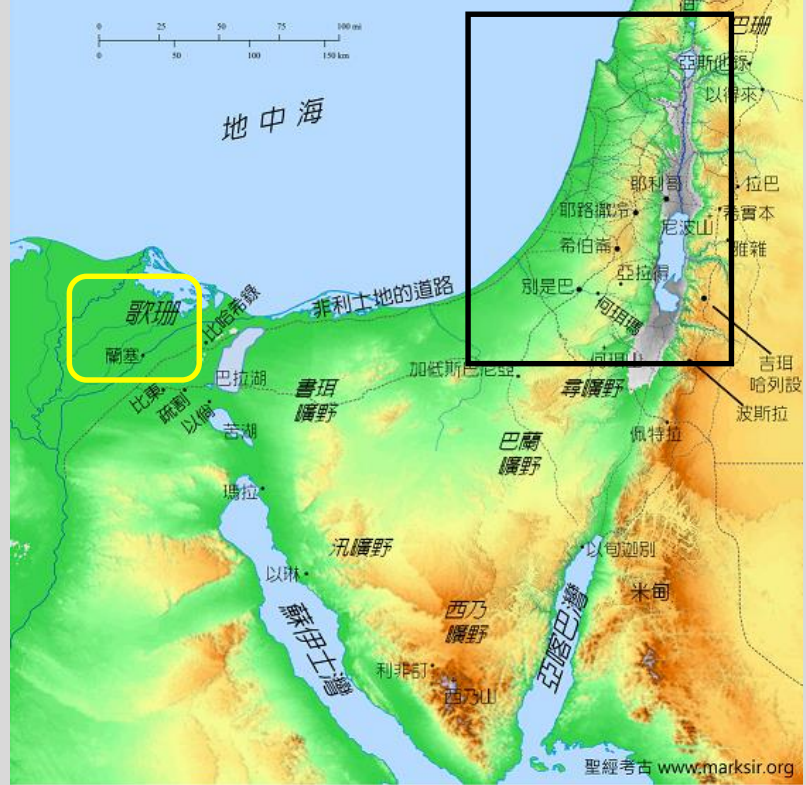 0 25 50 100 mi
0 50 100 150 km
地中海
巴珊
亞斯他錄
以得來
耶利哥
拉巴
耶路撒冷
希實本
尼波山
希伯崙
雅雜
亞拉得
別是巴
何珥瑪
非利士地的道路
歌珊
比哈希錄
蘭塞
何珥山
加低斯巴尼亞
吉珥
哈列設
巴拉湖
書珥
曠野
尋曠野
比東
疏割
以倘
波斯拉
苦湖
佩特拉
巴蘭
曠野
瑪拉
汛曠野
以旬迦別
以琳
米甸
西乃
曠野
蘇伊士灣
亞喀巴灣
利非訂
西乃山
聖經考古 www.marksir.org